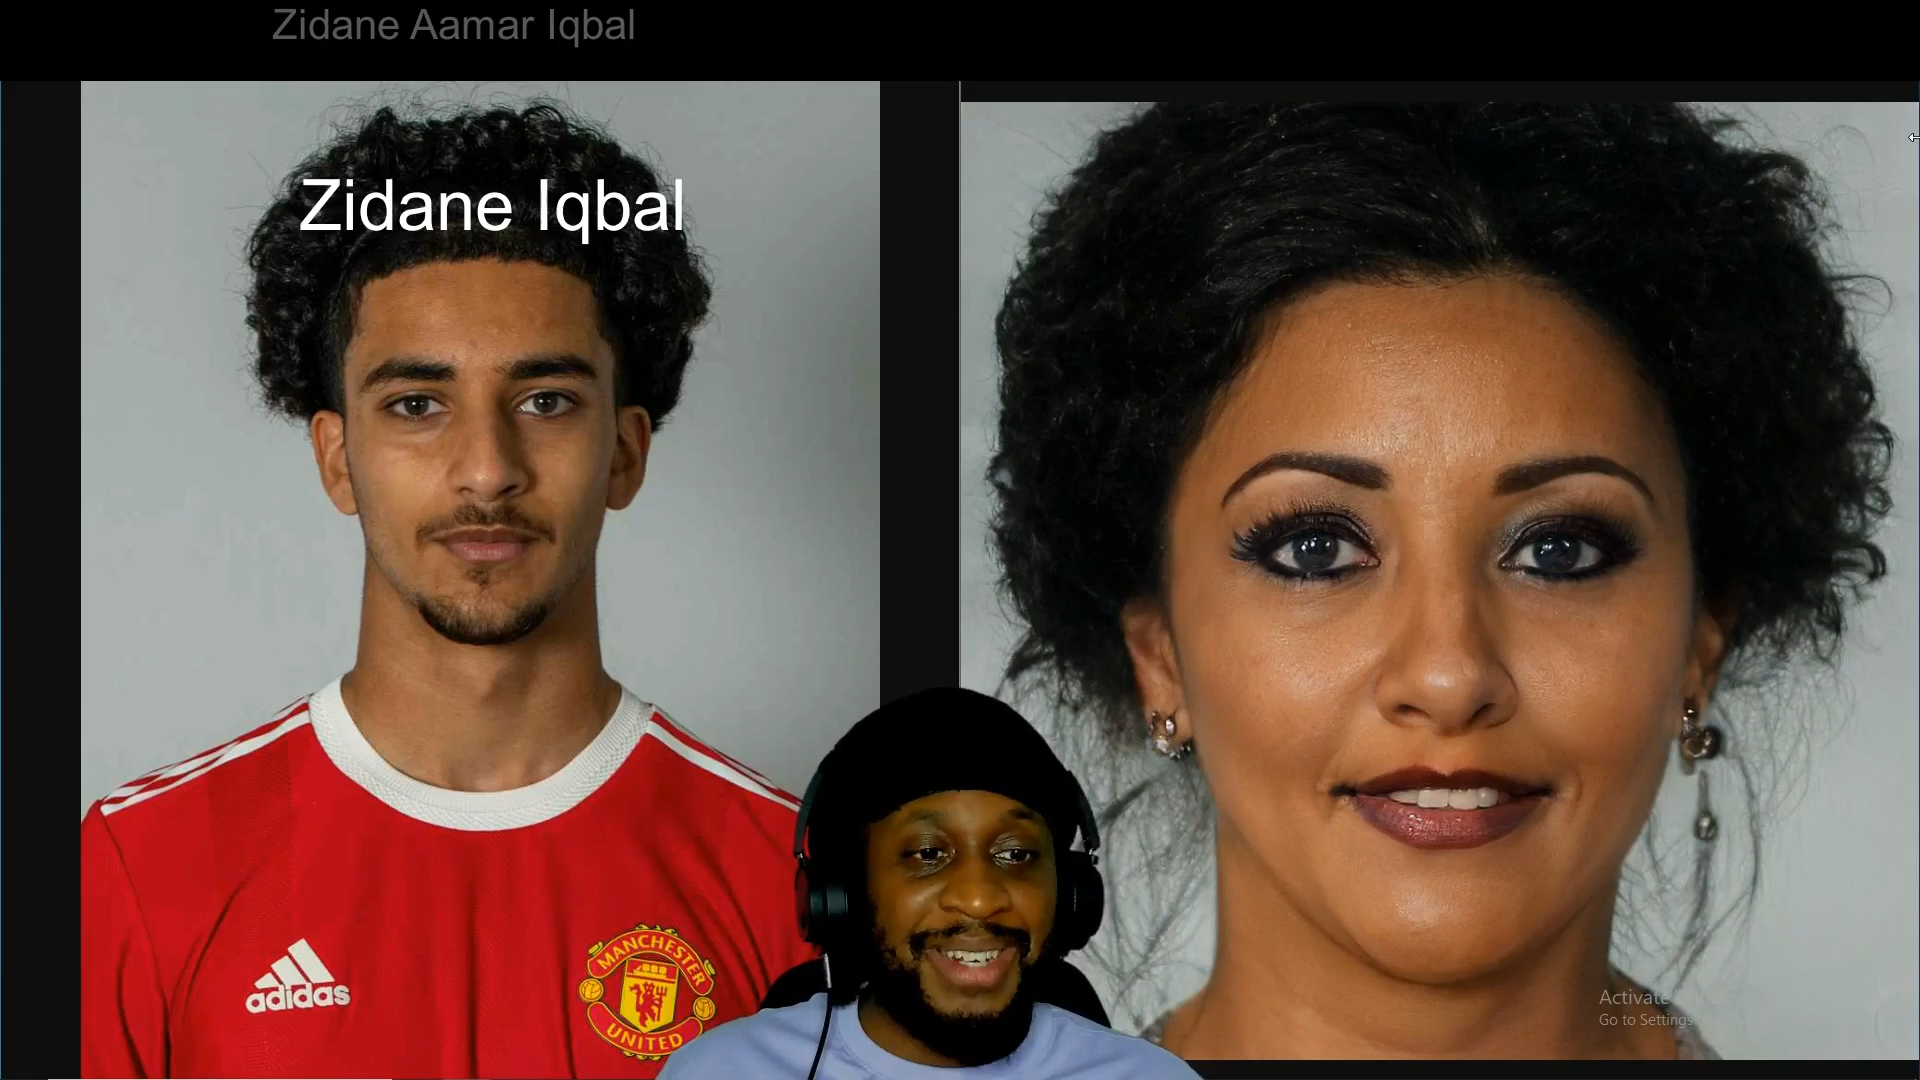 Zidane Aamar Iqbal
Zidane Iqbal
adidas
MANCHESTER
UNITED
Activate
Go to Settings